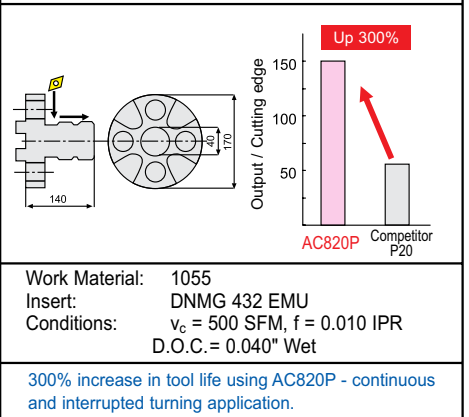 Up 300%
Output / Cutting edge
150
100
50
AC820P
Competitor
P20
140
40
170
Work Material: 1055
Insert: DNMG 432 EMU
Conditions: vc = 500 SFM, f = 0.010 IPR
D.O.C.= 0.040" Wet
300% increase in tool life using AC820P - continuous
and interrupted turning application.